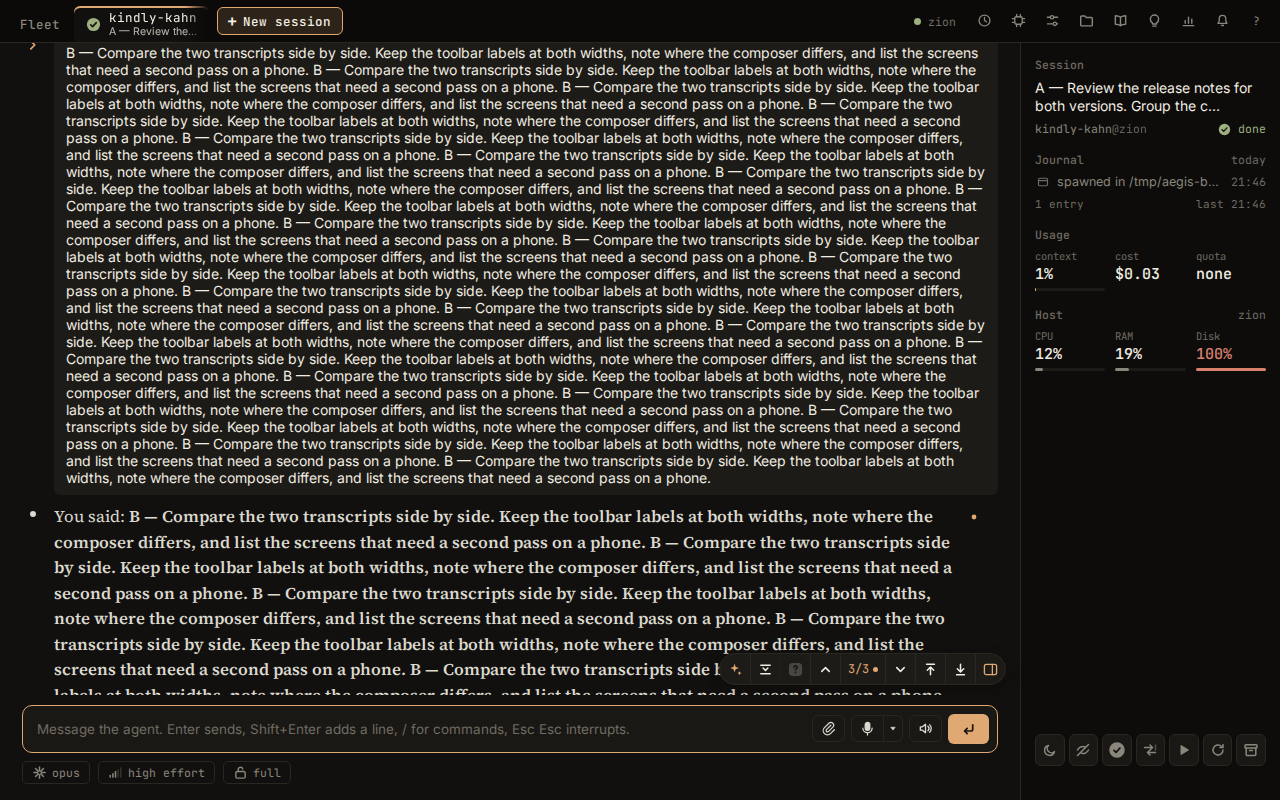 Fleet
kindly-kahn
A — Review the...
+ New session
zion
?
B — Compare the two transcripts side by side. Keep the toolbar labels at both widths, note where the composer differs, and list the screens
that need a second pass on a phone. B — Compare the two transcripts side by side. Keep the toolbar labels at both widths, note where the
composer differs, and list the screens that need a second pass on a phone. B — Compare the two transcripts side by side. Keep the toolbar
labels at both widths, note where the composer differs, and list the screens that need a second pass on a phone. B — Compare the two
transcripts side by side. Keep the toolbar labels at both widths, note where the composer differs, and list the screens that need a second
pass on a phone. B — Compare the two transcripts side by side. Keep the toolbar labels at both widths, note where the composer differs,
and list the screens that need a second pass on a phone. B — Compare the two transcripts side by side. Keep the toolbar labels at both
widths, note where the composer differs, and list the screens that need a second pass on a phone. B — Compare the two transcripts side by
side. Keep the toolbar labels at both widths, note where the composer differs, and list the screens that need a second pass on a phone. B —
Compare the two transcripts side by side. Keep the toolbar labels at both widths, note where the composer differs, and list the screens that
need a second pass on a phone. B — Compare the two transcripts side by side. Keep the toolbar labels at both widths, note where the
composer differs, and list the screens that need a second pass on a phone. B — Compare the two transcripts side by side. Keep the toolbar
labels at both widths, note where the composer differs, and list the screens that need a second pass on a phone. B — Compare the two
transcripts side by side. Keep the toolbar labels at both widths, note where the composer differs, and list the screens that need a second
pass on a phone. B — Compare the two transcripts side by side. Keep the toolbar labels at both widths, note where the composer differs,
and list the screens that need a second pass on a phone. B — Compare the two transcripts side by side. Keep the toolbar labels at both
widths, note where the composer differs, and list the screens that need a second pass on a phone. B — Compare the two transcripts side by
side. Keep the toolbar labels at both widths, note where the composer differs, and list the screens that need a second pass on a phone. B —
Compare the two transcripts side by side. Keep the toolbar labels at both widths, note where the composer differs, and list the screens that
need a second pass on a phone. B — Compare the two transcripts side by side. Keep the toolbar labels at both widths, note where the
composer differs, and list the screens that need a second pass on a phone. B — Compare the two transcripts side by side. Keep the toolbar
labels at both widths, note where the composer differs, and list the screens that need a second pass on a phone. B — Compare the two
transcripts side by side. Keep the toolbar labels at both widths, note where the composer differs, and list the screens that need a second
pass on a phone. B — Compare the two transcripts side by side. Keep the toolbar labels at both widths, note where the composer differs,
and list the screens that need a second pass on a phone. B — Compare the two transcripts side by side. Keep the toolbar labels at both
widths, note where the composer differs, and list the screens that need a second pass on a phone.
You said: B — Compare the two transcripts side by side. Keep the toolbar labels at both widths, note where the
composer differs, and list the screens that need a second pass on a phone. B — Compare the two transcripts side
by side. Keep the toolbar labels at both widths, note where the composer differs, and list the screens that need a
second pass on a phone. B — Compare the two transcripts side by side. Keep the toolbar labels at both widths,
note where the composer differs, and list the screens that need a second pass on a phone. B — Compare the two
transcripts side by side. Keep the toolbar labels at both widths, note where the composer differs, and list the
screens that need a second pass on a phone. B — Compare the two transcripts side b
labels at both widths, note where the composer differs, and list the screens that need a second pass on a phone.
?
3/3
Message the agent. Enter sends, Shift+Enter adds a line, / for commands, Esc Esc interrupts.
opus
high effort
full
Session
A — Review the release notes for
both versions. Group the c...
kindly-kahn@zion
done
Journal
today
spawned in /tmp/aegis-b...
21:46
1 entry
last 21:46
Usage
context
cost
quota
1%
$0.03
none
Host
zion
CPU
RAM
Disk
12%
19%
100%